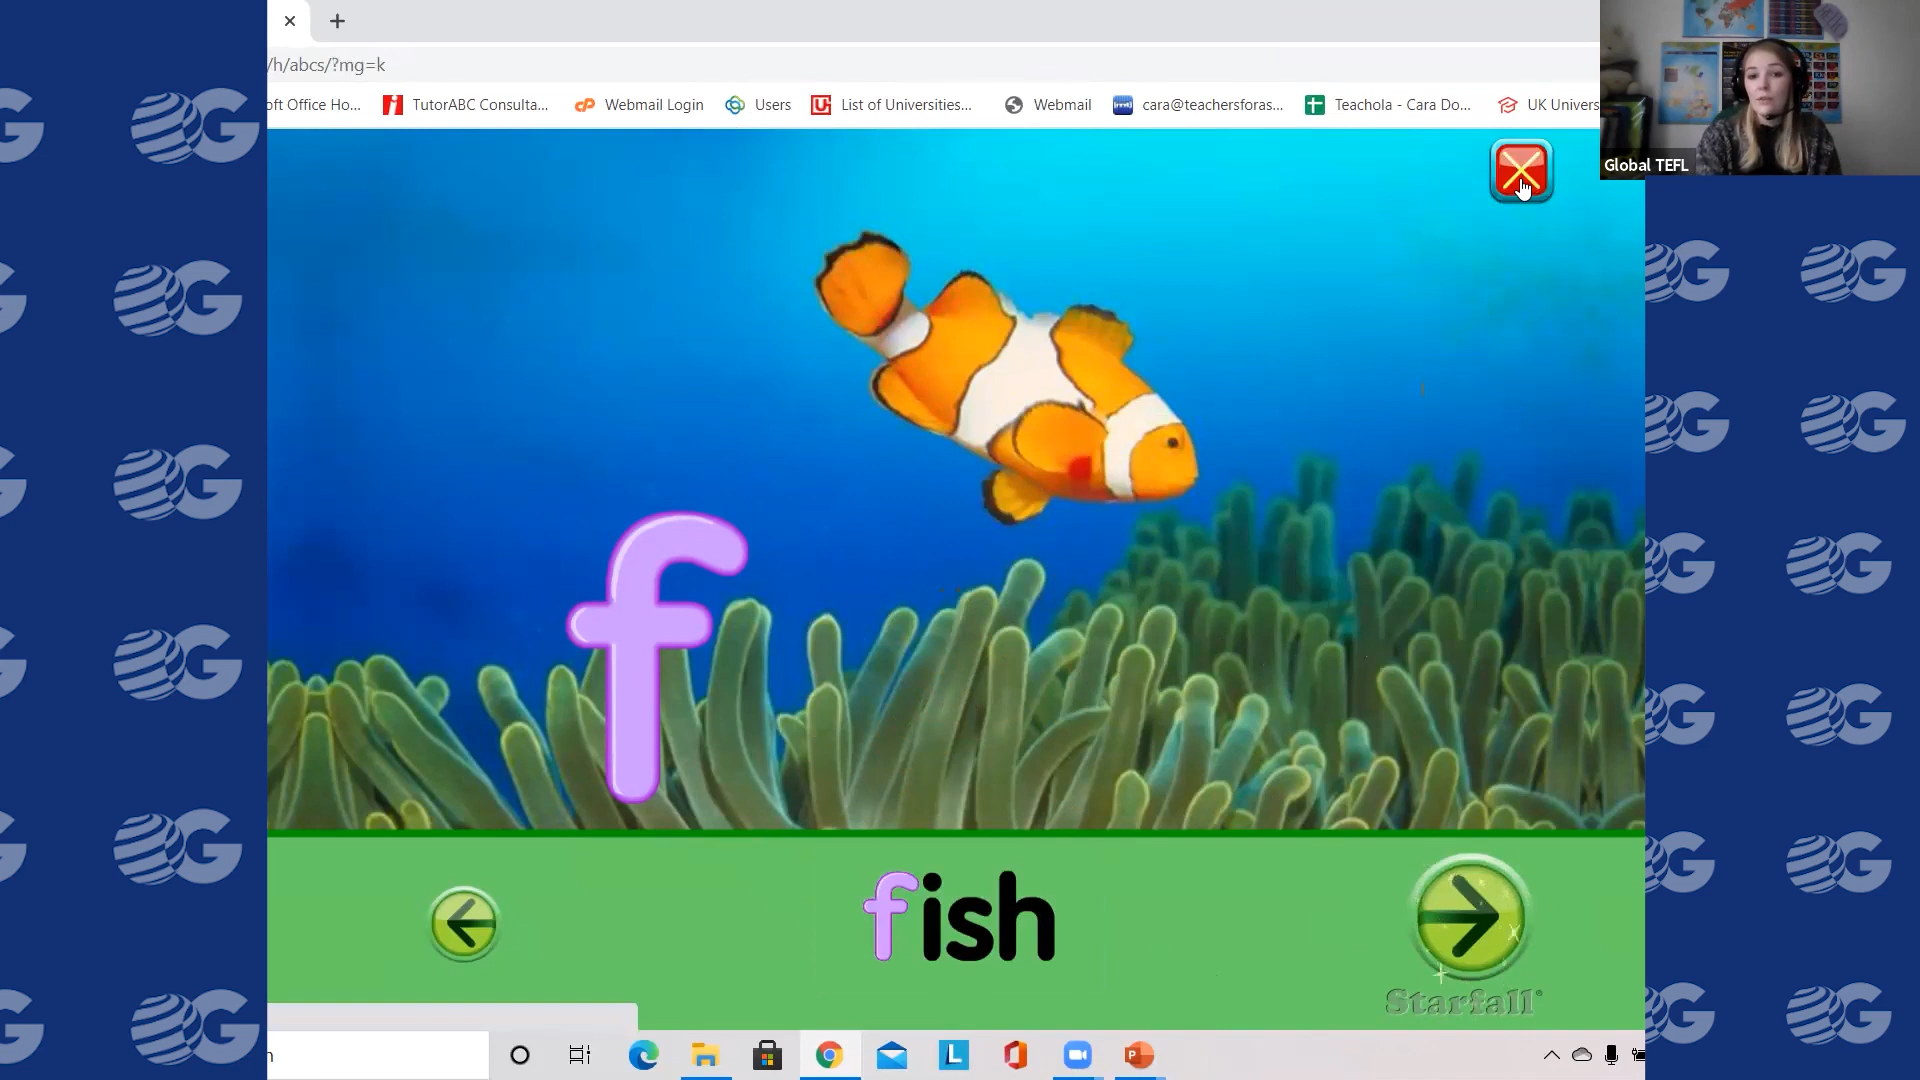 /h/abcs/?mg=k
oft Office Ho... TutorABC Consulta... Webmail Login Users List of Universities... Webmail cara@teachersforas... Teachola - Cara Do... UK Univers
Global TEFL
f
fish
Starfall
n